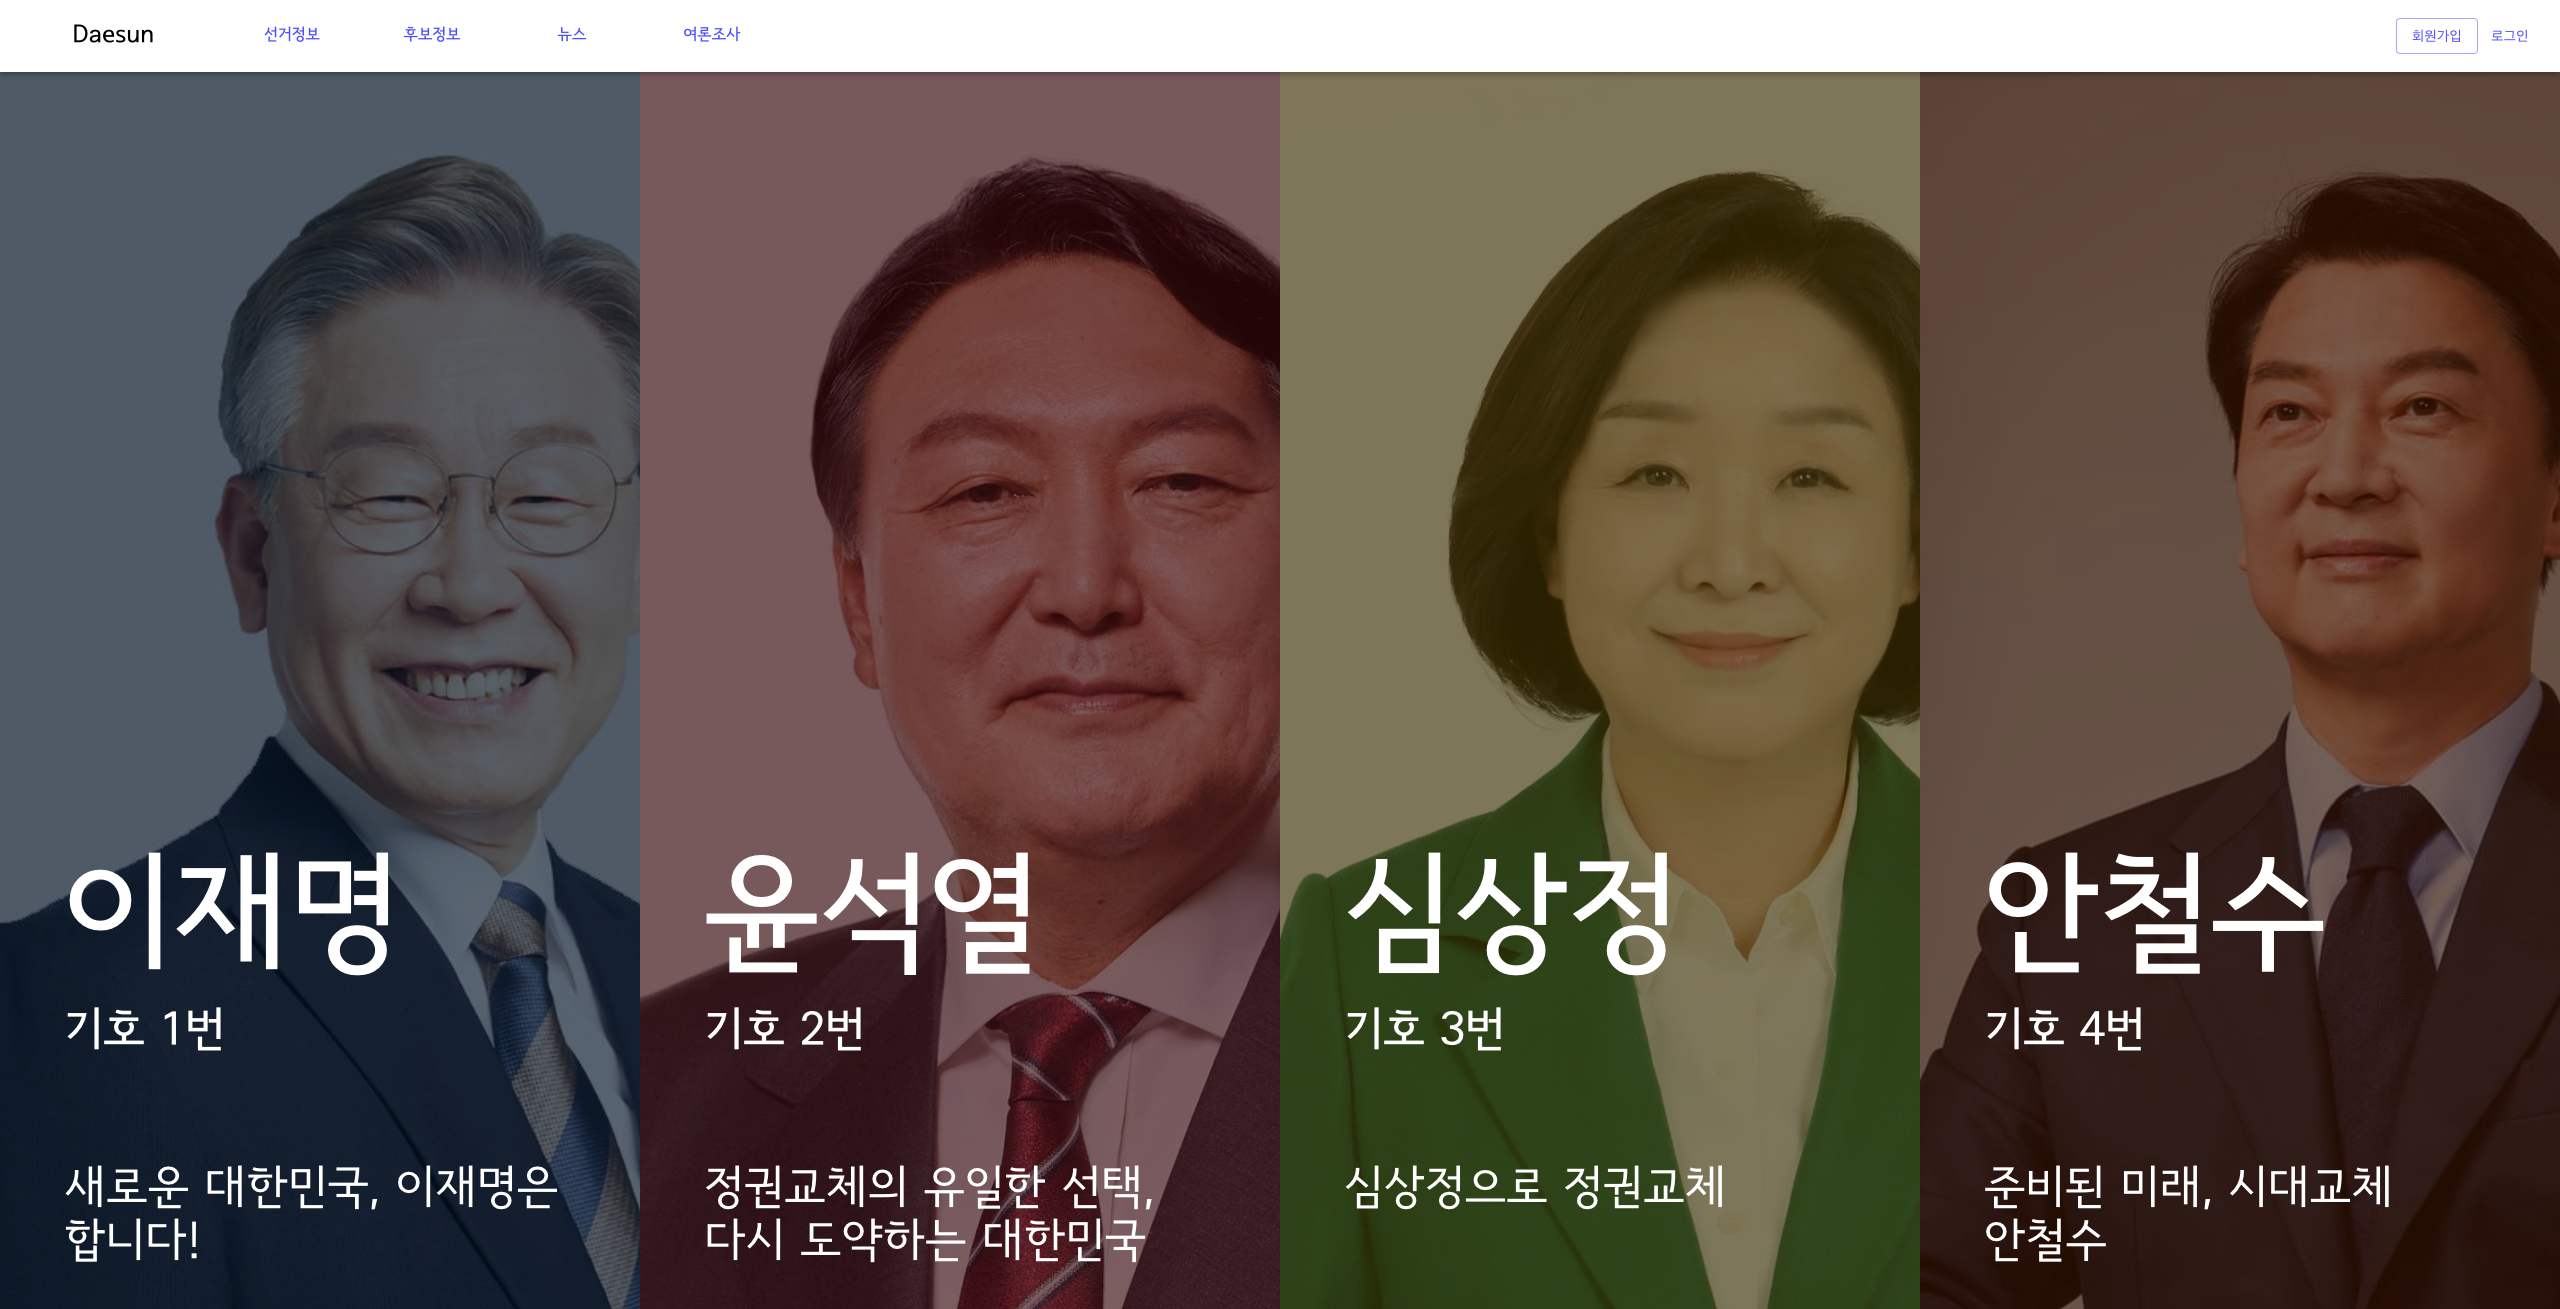 Daesun
선거정보
후보정보
뉴스
여론조사
회원가입
로그인
이재명
기호 1번
새로운 대한민국, 이재명은
합니다!
윤석열
기호 2번
정권교체의 유일한 선택,
다시 도약하는 대한민국
심상정
기호 3번
심상정으로 정권교체
안철수
기호 4번
준비된 미래, 시대교체
안철수